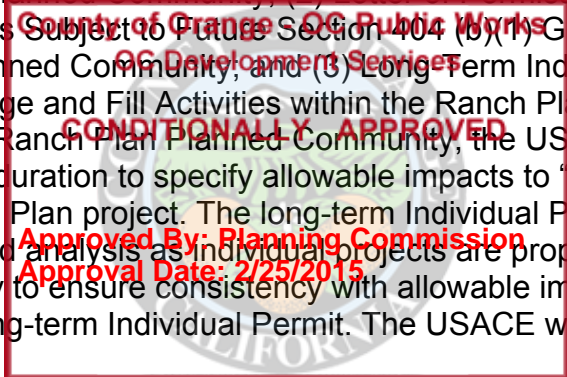 s Subject to Future Section 404 (b)(1) G
County of Orange - OC Public Works
ned Community; and (3) Long-Term Ind
OC Development Services
ge and Fill Activities within the Ranch Pl
Ranch Plan Planned Community, the US
CONDITIONALLY APPROVED
duration to specify allowable impacts to “
Plan project. The long-term Individual P
d analysis as individual projects are prop
Approved By: Planning Commission
y to ensure consistency with allowable im
Approval Date: 2/25/2015
ng-term Individual Permit. The USACE w
CALIFORNIA